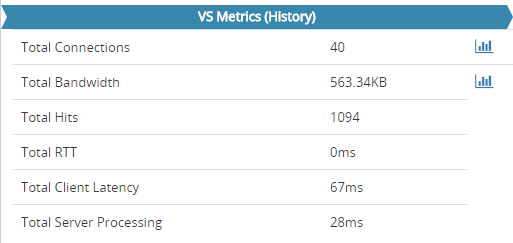 VS Metrics (History)
Total Connections 40
Total Bandwidth 563.34KB
Total Hits 1094
Total RTT 0ms
Total Client Latency 67ms
Total Server Processing 28ms